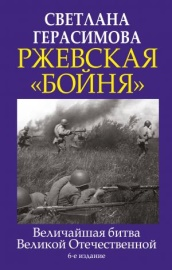 СВЕТЛАНА
ГЕРАСИМОВА
РЖЕВСКАЯ
«БОЙНЯ»
Величайшая битва
Великой Отечественной
6-е издание